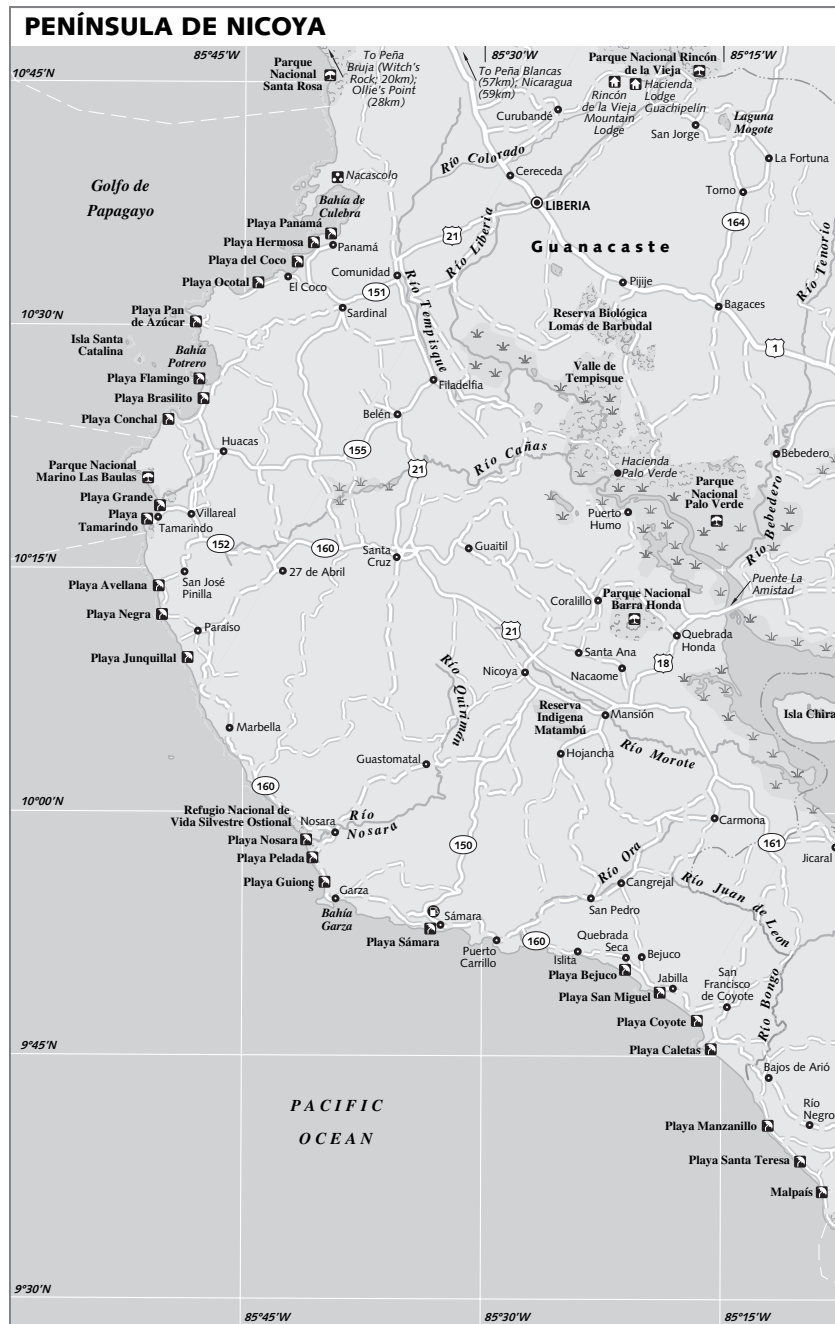 PENÍNSULA DE NICOYA
85°45'W
85°30'W
85°15'W
10°45'N
Parque
Nacional
Santa Rosa
To Peña
Bruja (Witch's
Rock; 20km);
Ollie's Point
(28km)
To Peña Blancas
(57km); Nicaragua
(59km)
Parque Nacional Rincón
de la Vieja
Rincón
de la Vieja
Mountain
Lodge
Hacienda
Lodge
Guachipelín
Curubandé
San Jorge
Laguna
Mogote
La Fortuna
Río Colorado
Cereceda
Torno
Golfo de
Papagayo
Nacascolo
Bahía de
Culebra
LIBERIA
164
Playa Panamá
21
Playa Hermosa
Panamá
Río Liberia
Guanacaste
Río Tenorio
Playa del Coco
Comunidad
Playa Ocotal
El Coco
151
Río Tempisque
Pijije
Sardinal
Bagaces
10°30'N
Playa Pan
de Azúcar
Reserva Biológica
Lomas de Barbudal
Isla Santa
Catalina
Bahía
Potrero
1
Valle de
Tempisque
Playa Flamingo
Filadelfia
Playa Brasilito
Playa Conchal
Belén
Huacas
155
Río Cañas
21
Bebedero
Parque Nacional
Marino Las Baulas
Hacienda
Palo Verde
Parque
Nacional
Palo Verde
Playa Grande
Playa
Tamarindo
Tamarindo
Villareal
Puerto
Humo
Río Bebedero
152
160
Santa
Cruz
Guaitil
10°15'N
27 de Abril
San José
Pinilla
Playa Avellana
Puente La
Amistad
Parque Nacional
Barra Honda
Coralillo
Playa Negra
Paraíso
21
Quebrada
Honda
Playa Junquillal
Santa Ana
18
Nicoya
Nacaome
Río Quirimán
Reserva
Indígena
Matambú
Mansión
Isla Chira
Marbella
Hojancha
Río Morote
Guastomatal
160
10°00'N
Refugio Nacional de
Vida Silvestre Ostional
Nosara
Río
Nosara
Carmona
Playa Nosara
150
161
Playa Pelada
Jicaral
Río Ora
Playa Guiones
Cangrejal
Río Juan de Leon
Garza
San Pedro
Bahía
Garza
Sámara
Playa Sámara
Puerto
Carrillo
160
Quebrada
Seca
Islita
Bejuco
Playa Bejuco
Jabilla
San
Francisco
de Coyote
Playa San Miguel
Río Bongo
Playa Coyote
Playa Caletas
9°45'N
Bajos de Arió
PACIFIC
OCEAN
Río
Negro
Playa Manzanillo
Playa Santa Teresa
Malpaís
9°30'N
85°45'W
85°30'W
85°15'W